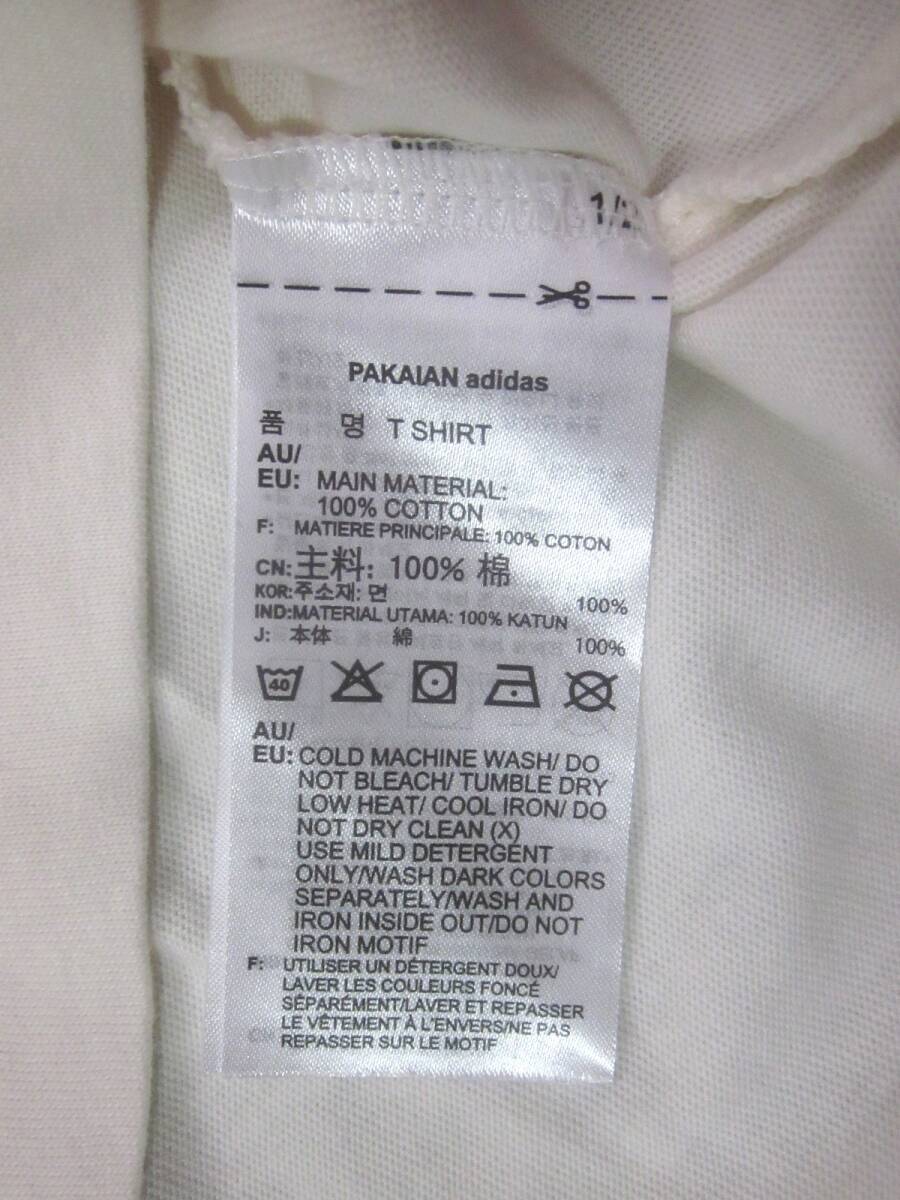 1/2
PAKAIAN adidas
품 명 T SHIRT
AU/
EU: MAIN MATERIAL:
100% COTTON
F: MATIERE PRINCIPALE: 100% COTON
CN:主料: 100% 棉
KOR:주소재: 면 100%
IND:MATERIAL UTAMA: 100% KATUN
J: 本体 綿 100%
40
AU/
EU: COLD MACHINE WASH/ DO
NOT BLEACH/ TUMBLE DRY
LOW HEAT/ COOL IRON/ DO
NOT DRY CLEAN (X)
USE MILD DETERGENT
ONLY/WASH DARK COLORS
SEPARATELY/WASH AND
IRON INSIDE OUT/DO NOT
IRON MOTIF
F: UTILISER UN DÉTERGENT DOUX/
LAVER LES COULEURS FONCÉ
SÉPARÉMENT/LAVER ET REPASSER
LE VÊTEMENT À L'ENVERS/NE PAS
REPASSER SUR LE MOTIF